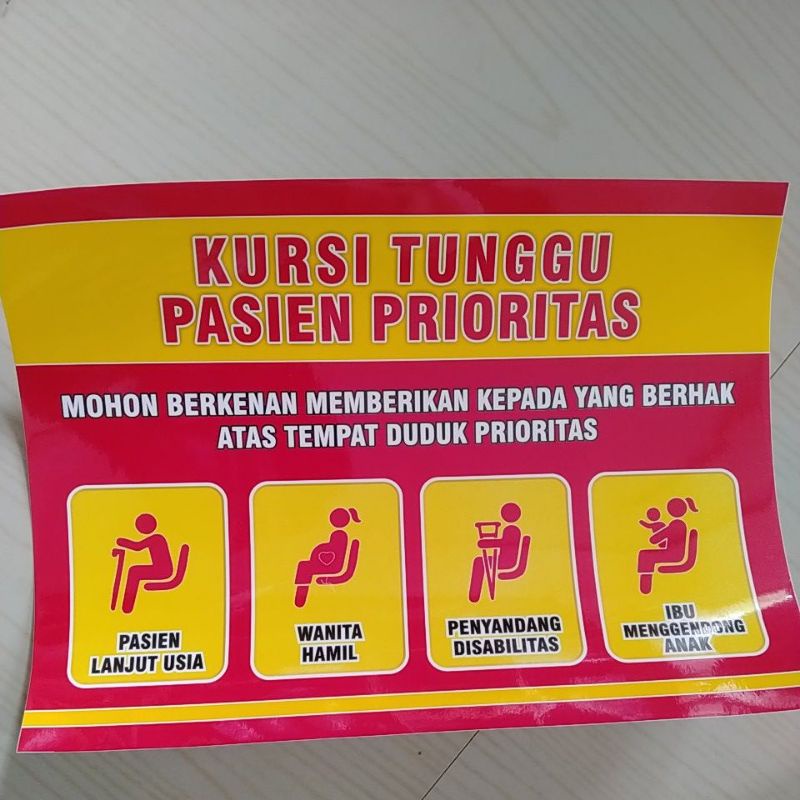 KURSI TUNGGU
PASIEN PRIORITAS
MOHON BERKENAN MEMBERIKAN KEPADA YANG BERHAK
ATAS TEMPAT DUDUK PRIORITAS
PASIEN
LANJUT USIA
WANITA
HAMIL
PENYANDANG
DISABILITAS
IBU
MENGGENDONG
ANAK